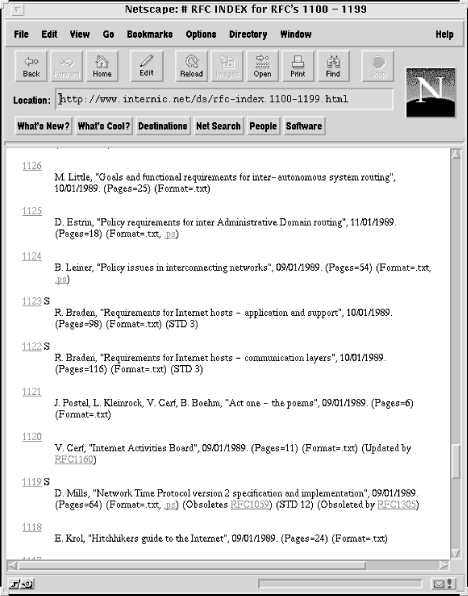 Netscape: # RFC INDEX for RFC's 1100 – 1199
File Edit View Go Bookmarks Options Directory Window Help
Back Forward Home Edit Reload Images Open Print Find Stop
N
Location: http://www.internic.net/ds/rfc-index.1100-1199.html
What's New? What's Cool? Destinations Net Search People Software
1126
M. Little, "Goals and functional requirements for inter-autonomous system routing",
10/01/1989. (Pages=25) (Format=.txt)
1125
D. Estrin, "Policy requirements for inter Administrative Domain routing", 11/01/1989.
(Pages=18) (Format=.txt, .ps)
1124
B. Leiner, "Policy issues in interconnecting networks", 09/01/1989. (Pages=54) (Format=.txt,
.ps)
1123 S
R. Braden, "Requirements for Internet hosts – application and support", 10/01/1989.
(Pages=98) (Format=.txt) (STD 3)
1122 S
R. Braden, "Requirements for Internet hosts – communication layers", 10/01/1989.
(Pages=116) (Format=.txt) (STD 3)
1121
J. Postel, L. Kleinrock, V. Cerf, B. Boehm, "Act one – the poems", 09/01/1989. (Pages=6)
(Format=.txt)
1120
V. Cerf, "Internet Activities Board", 09/01/1989. (Pages=11) (Format=.txt) (Updated by
RFC1160)
1119 S
D. Mills, "Network Time Protocol version 2 specification and implementation", 09/01/1989.
(Pages=64) (Format=.txt, .ps) (Obsoletes RFC1059) (STD 12) (Obsoleted by RFC1305)
1118
E. Krol, "Hitchhikers guide to the Internet", 09/01/1989. (Pages=24) (Format=.txt)